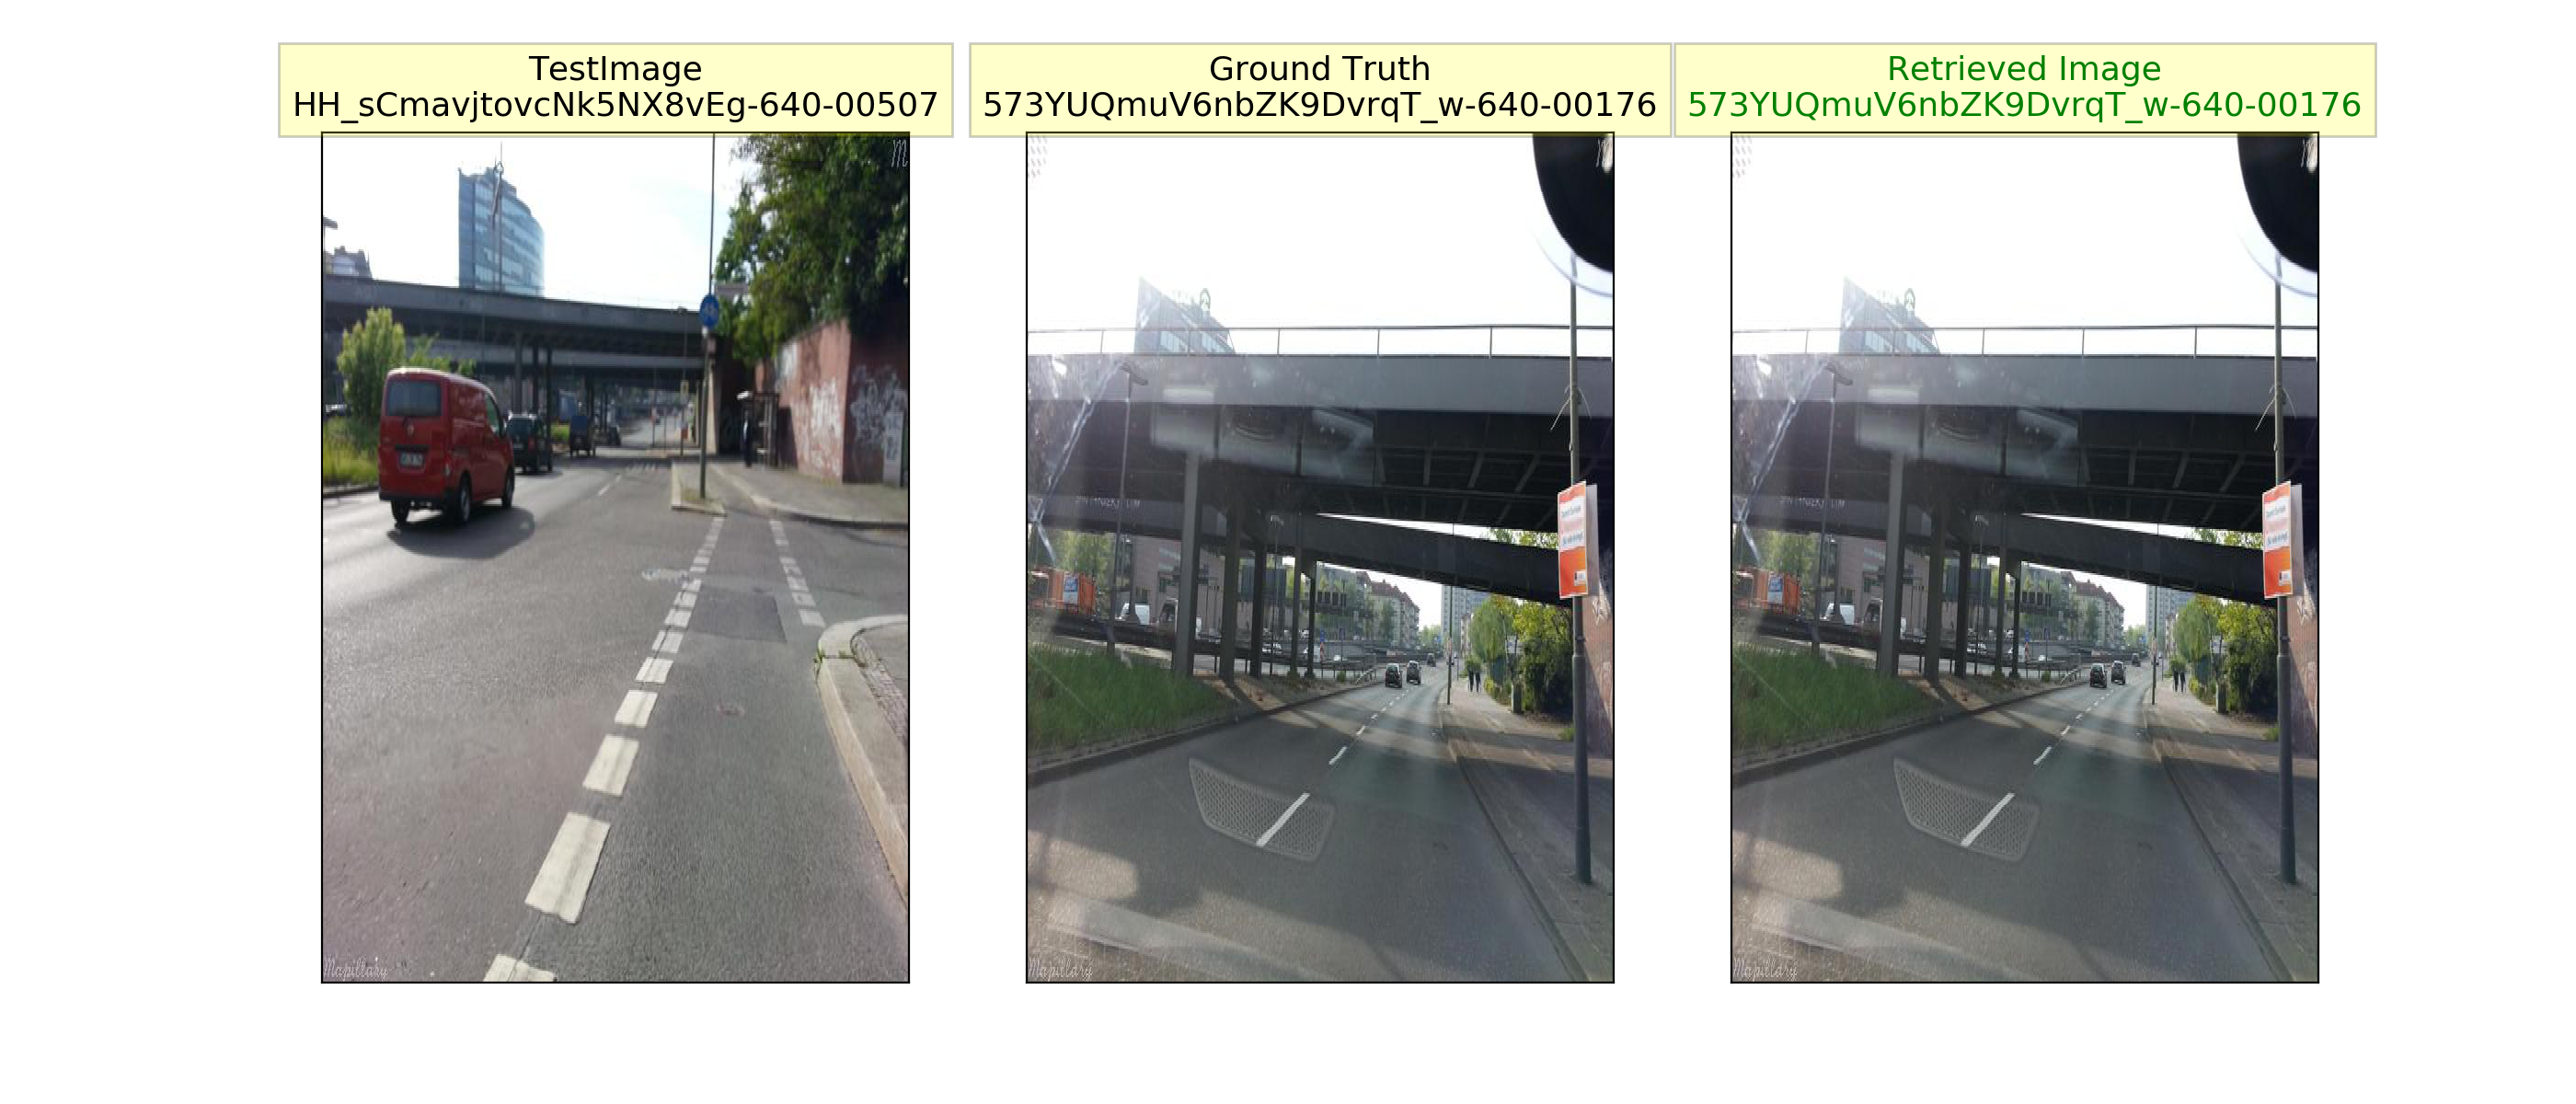 TestImage
HH_sCmavjtovcNk5NX8vEg-640-00507
Ground Truth
573YUQmuV6nbZK9DvrqT_w-640-00176
Retrieved Image
573YUQmuV6nbZK9DvrqT_w-640-00176
M
Mapillary
Mapillary
Mapillary